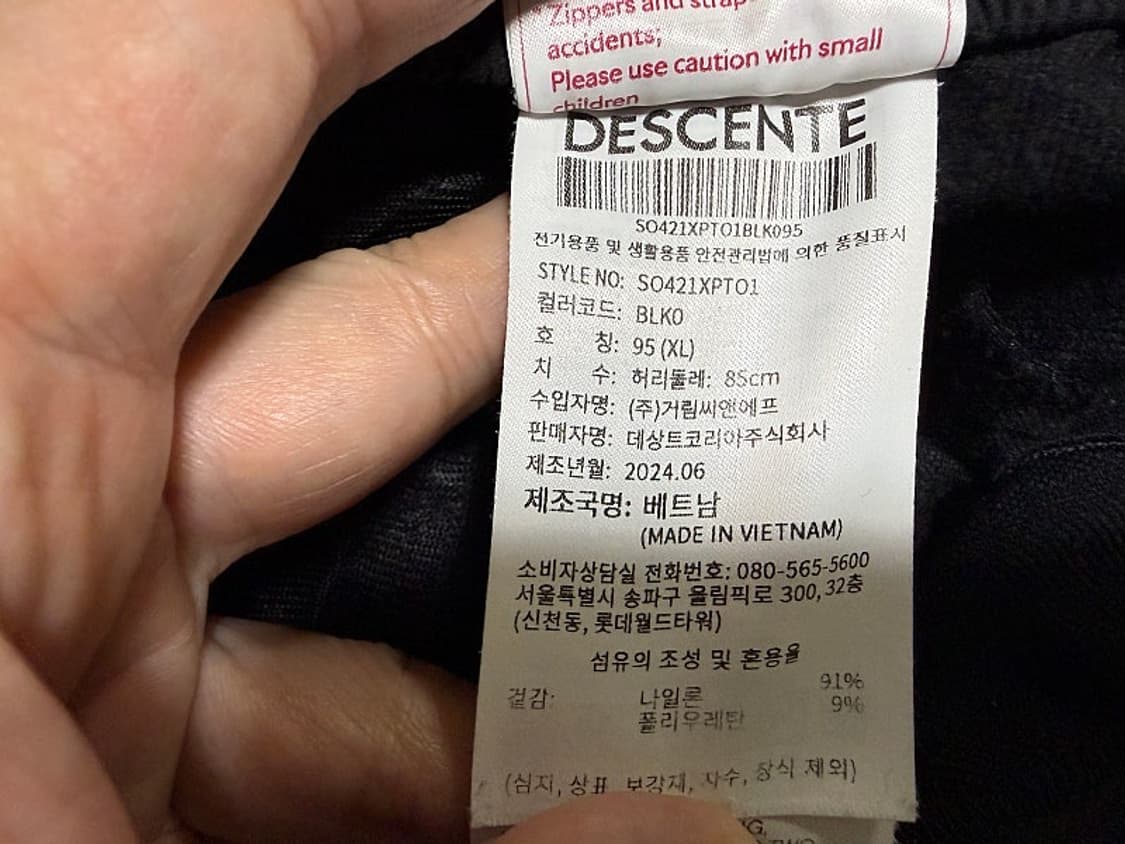 "Zippers and strap
accidents;
Please use caution with small
children
DESCENTE
SO421XPTO1BLK095
전기용품 및 생활용품 안전관리법에 의한 품질표시
STYLE NO: SO421XPTO1
컬러코드: BLK0
호 칭: 95 (XL)
치 수: 허리둘레: 85cm
수입자명: (주)거림씨앤에프
판매자명: 데상트코리아주식회사
제조년월: 2024.06
제조국명: 베트남
(MADE IN VIETNAM)
소비자상담실 전화번호: 080-565-5600
서울특별시 송파구 올림픽로 300, 32층
(신천동, 롯데월드타워)
섬유의 조성 및 혼용율
겉감: 나일론 91%
폴리우레탄 9%
(심지, 상표, 보강재, 자수, 장식 제외)